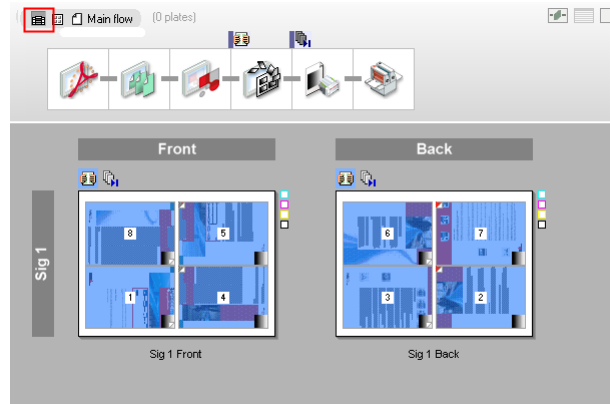 Main flow (0 plates)
Front Back
Sig 1
8 5 6 7
1 4 3 2
Sig 1 Front Sig 1 Back